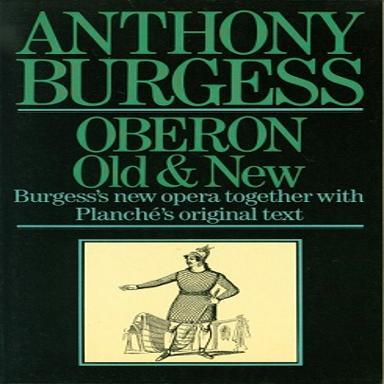 ANTHONY
BURGESS
OBERON
Old & New
Burgess's new opera together with
Planché's original text